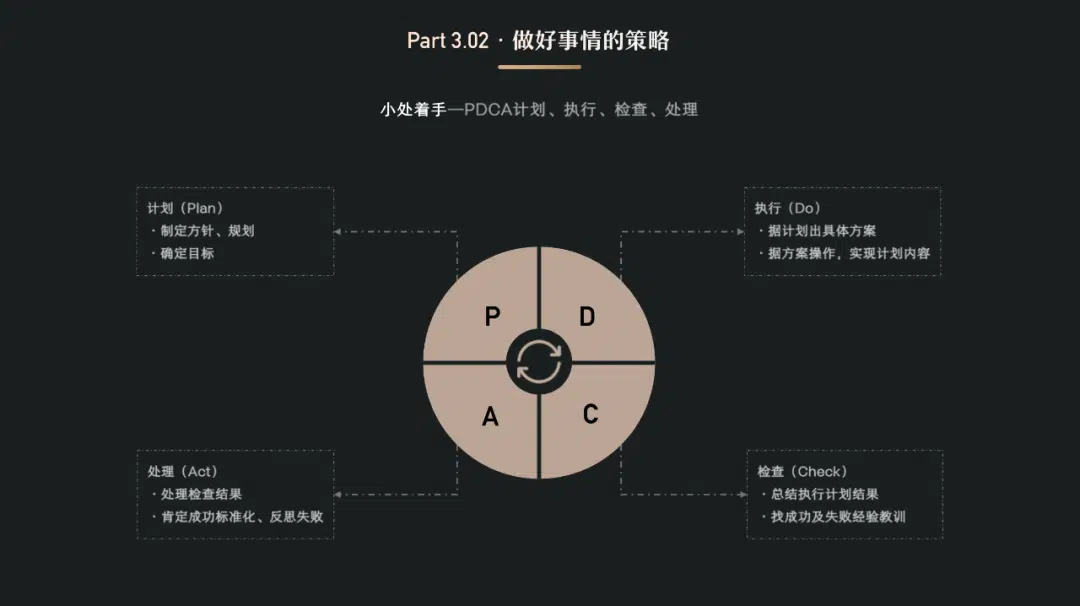 Part 3.02 · 做好事情的策略
小处着手—PDCA计划、执行、检查、处理
计划（Plan）
· 制定方针、规划
· 确定目标
执行（Do）
· 据计划出具体方案
· 据方案操作，实现计划内容
P
D
A
C
处理（Act）
· 处理检查结果
· 肯定成功标准化、反思失败
检查（Check）
· 总结执行计划结果
· 找成功及失败经验教训